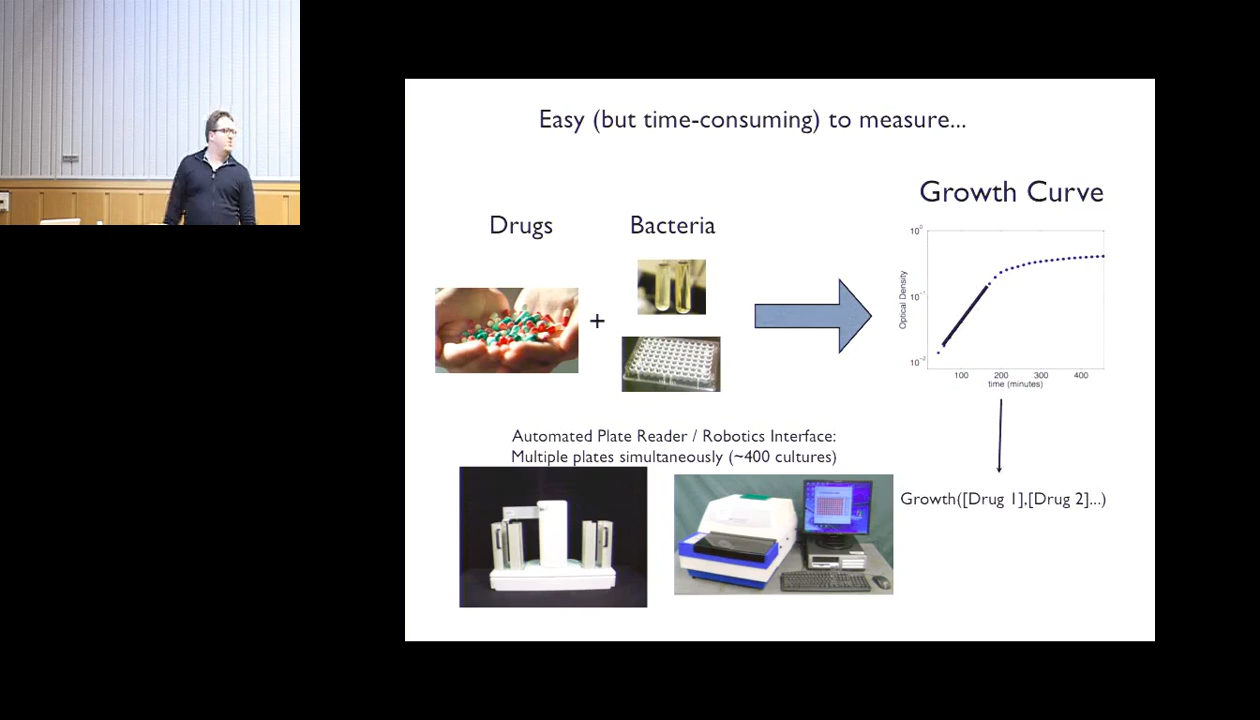 Easy (but time-consuming) to measure...
Growth Curve
Drugs
Bacteria
+
10⁰
10⁻¹
10⁻²
Optical Density
100
200
300
400
time (minutes)
Automated Plate Reader / Robotics Interface:
Multiple plates simultaneously (~400 cultures)
Growth([Drug 1],[Drug 2]...)